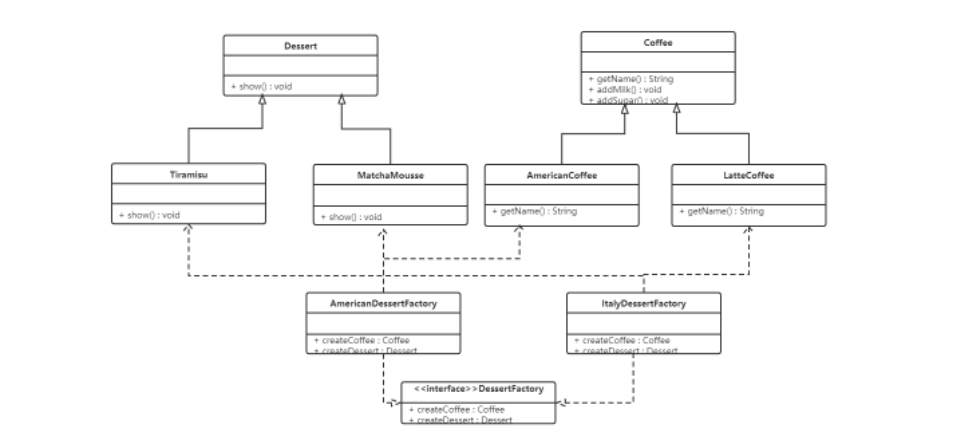 Dessert
+ show() : void
Coffee
+ getName() : String
+ addMilk() : void
+ addSugar() : void
Tiramisu
+ show() : void
MatchaMousse
+ show() : void
AmericanCoffee
+ getName() : String
LatteCoffee
+ getName() : String
AmericanDessertFactory
+ createCoffee : Coffee
+ createDessert : Dessert
ItalyDessertFactory
+ createCoffee : Coffee
+ createDessert : Dessert
<<interface>>DessertFactory
+ createCoffee : Coffee
+ createDessert : Dessert